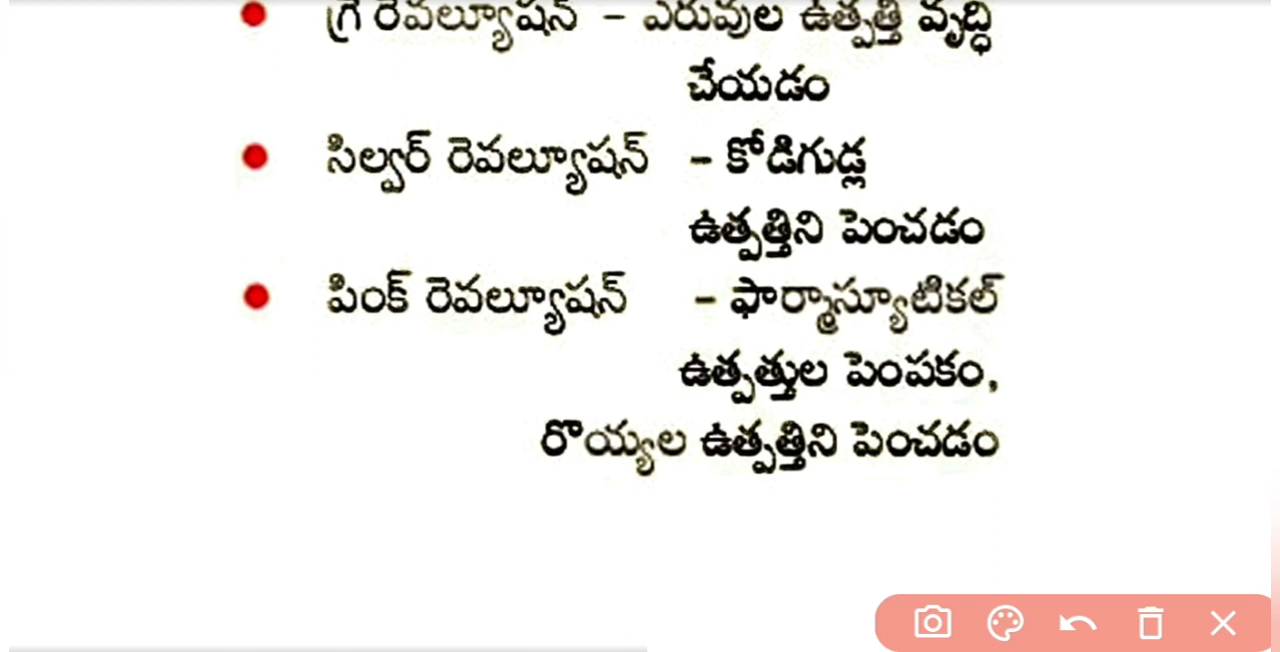 గ్రే రెవల్యూషన్ – ఎరువుల ఉత్పత్తి వృద్ధి
చేయడం
సిల్వర్ రెవల్యూషన్ – కోడిగుడ్ల
ఉత్పత్తిని పెంచడం
పింక్ రెవల్యూషన్ – ఫార్మాస్యూటికల్
ఉత్పత్తుల పెంపకం,
రొయ్యల ఉత్పత్తిని పెంచడం